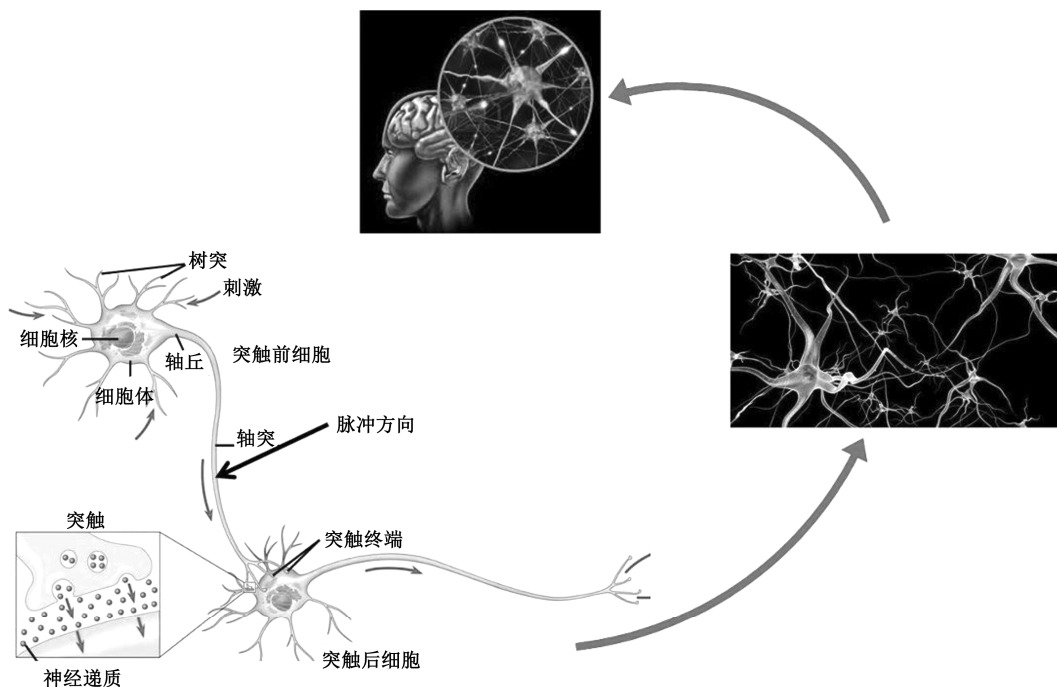 树突
刺激
细胞核
轴丘
突触前细胞
细胞体
轴突
脉冲方向
突触
突触终端
突触后细胞
神经递质